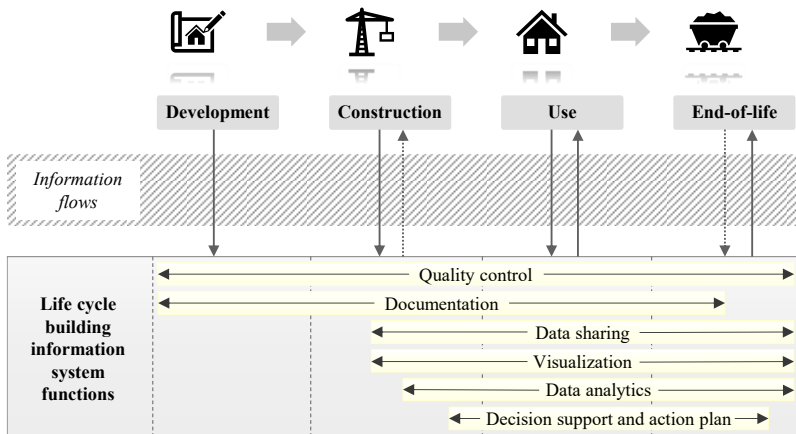 Development
Construction
Use
End-of-life
Information
flows
Life cycle
building
information
system
functions
Quality control
Documentation
Data sharing
Visualization
Data analytics
Decision support and action plan